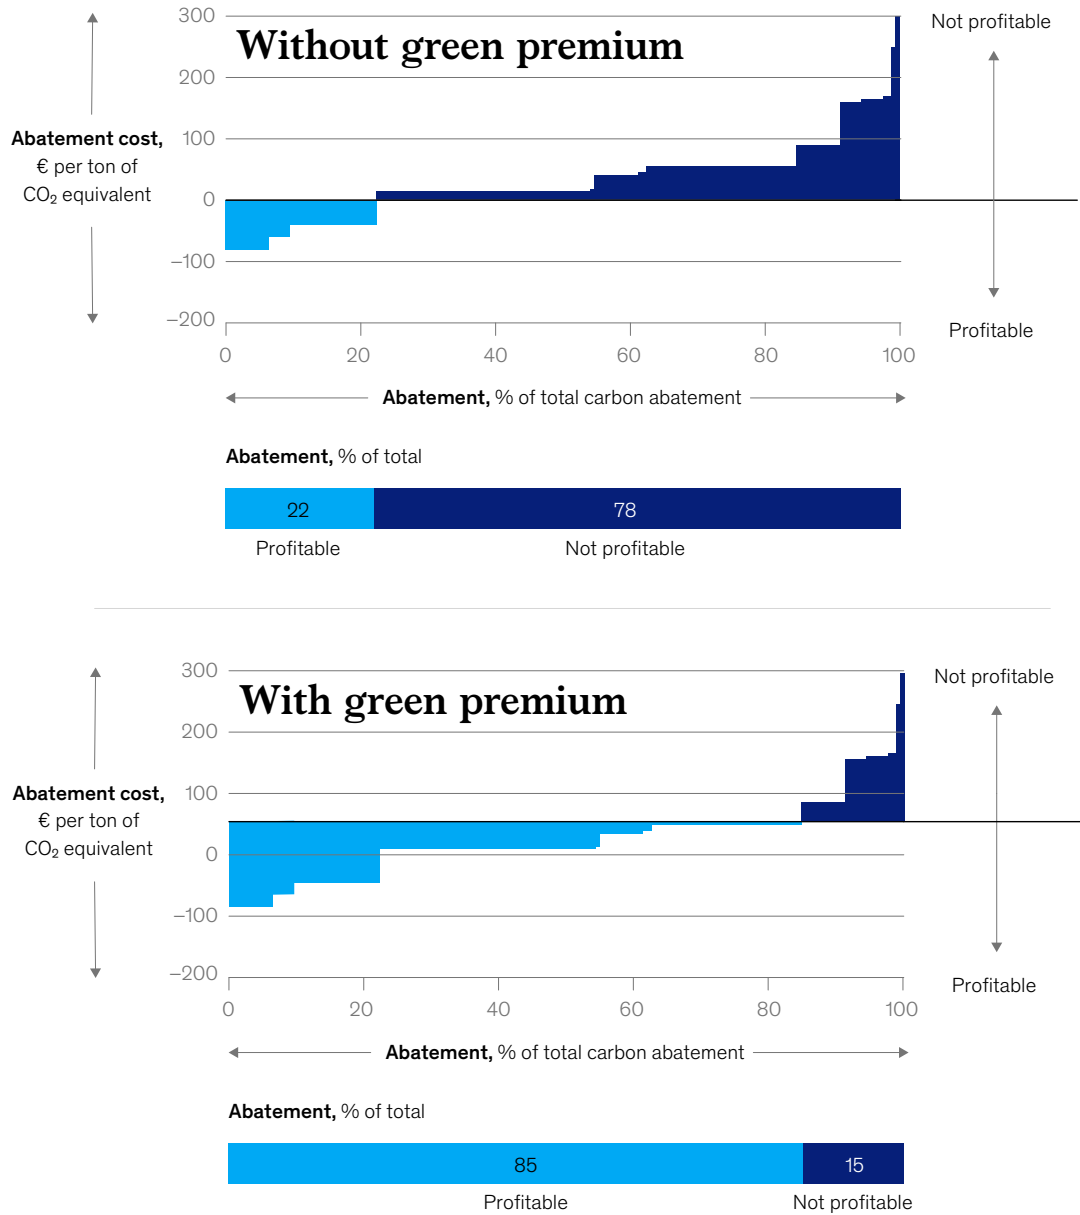 300
Without green premium
Not profitable
200
Abatement cost,
€ per ton of
CO₂ equivalent
100
0
–100
–200
Profitable
0 20 40 60 80 100
Abatement, % of total carbon abatement
Abatement, % of total
22 78
Profitable Not profitable
300
With green premium
Not profitable
200
Abatement cost,
€ per ton of
CO₂ equivalent
100
0
–100
–200
Profitable
0 20 40 60 80 100
Abatement, % of total carbon abatement
Abatement, % of total
85 15
Profitable Not profitable